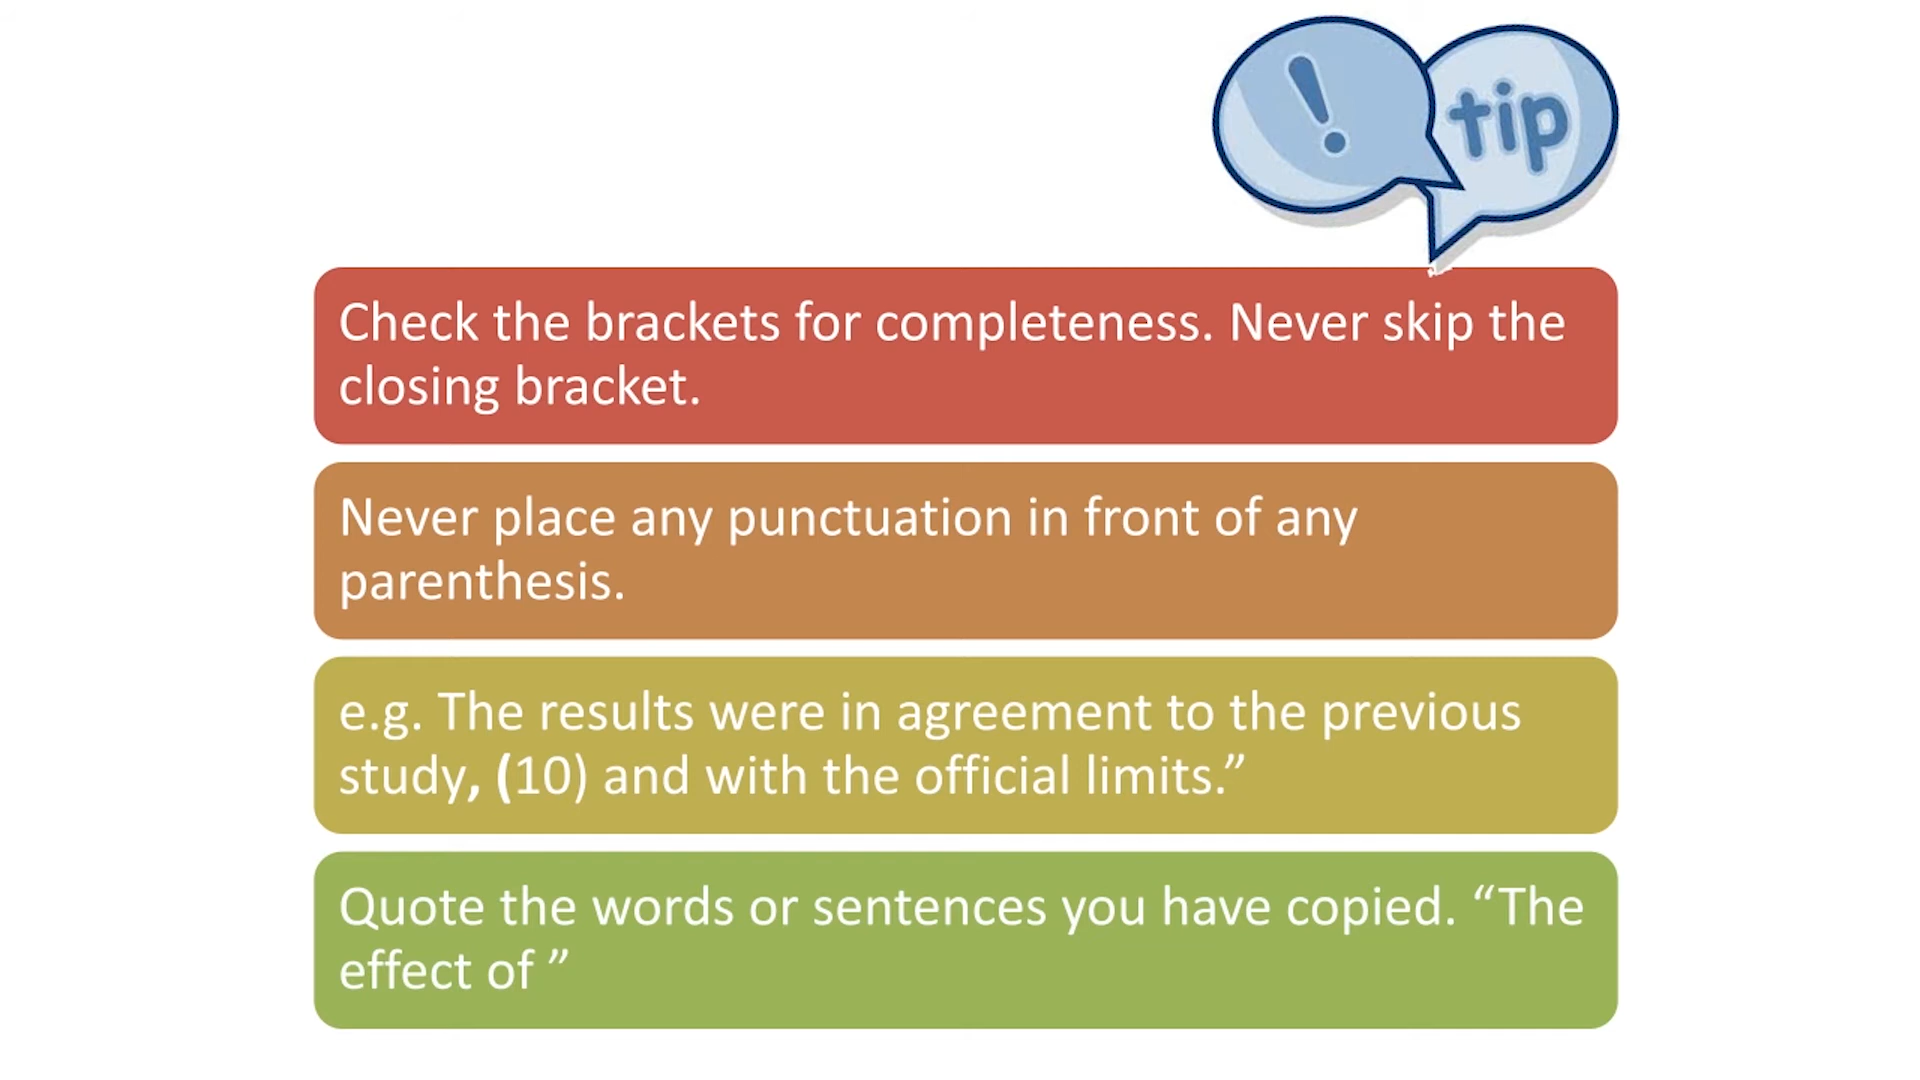 !
tip
Check the brackets for completeness. Never skip the
closing bracket.
Never place any punctuation in front of any
parenthesis.
e.g. The results were in agreement to the previous
study, (10) and with the official limits.”
Quote the words or sentences you have copied. “The
effect of ”